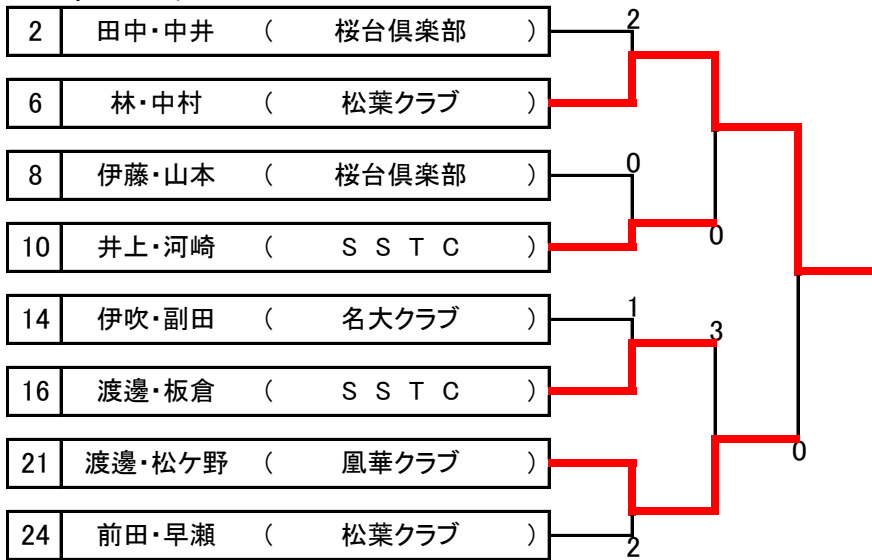 2 田中・中井 ( 桜台倶楽部 ) 2
6 林・中村 ( 松葉クラブ )
8 伊藤・山本 ( 桜台倶楽部 ) 0
10 井上・河崎 ( S S T C ) 0
14 伊吹・副田 ( 名大クラブ ) 1 3
16 渡邊・板倉 ( S S T C )
21 渡邊・松ケ野 ( 凰華クラブ ) 0
24 前田・早瀬 ( 松葉クラブ ) 2